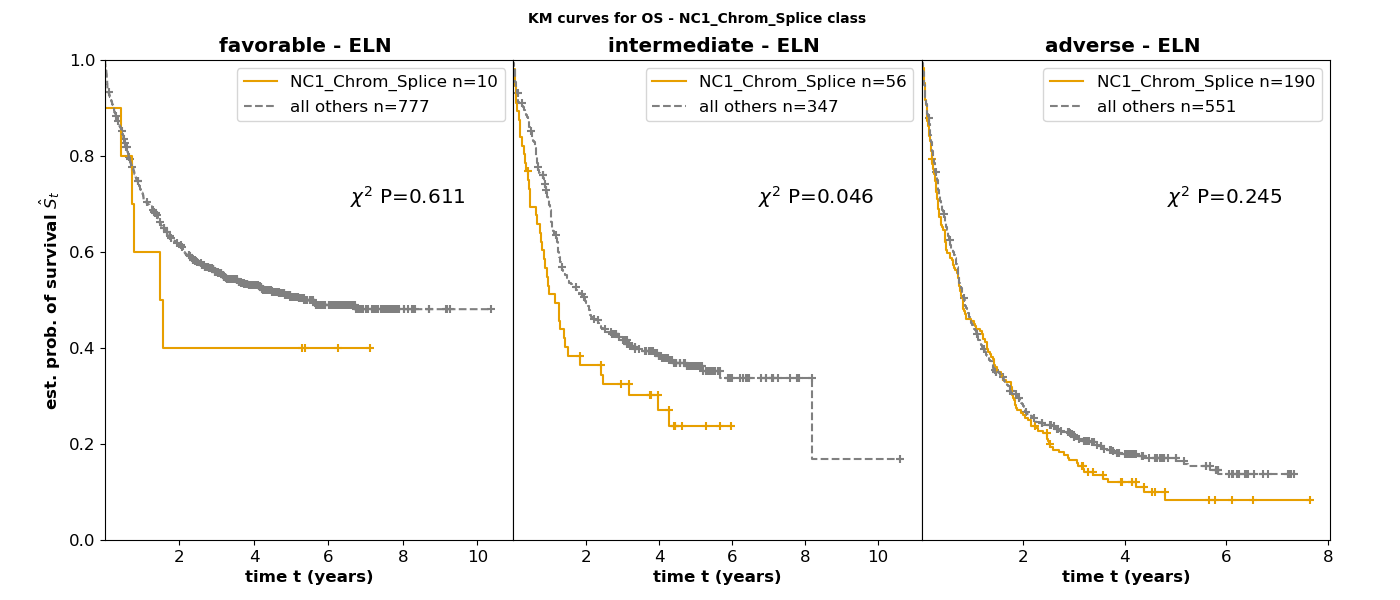 KM curves for OS - NC1_Chrom_Splice class
favorable - ELN
intermediate - ELN
adverse - ELN
est. prob. of survival Ŝₜ
1.0
0.8
0.6
0.4
0.2
0.0
NC1_Chrom_Splice n=10
all others n=777
χ² P=0.611
2 4 6 8 10
time t (years)
NC1_Chrom_Splice n=56
all others n=347
χ² P=0.046
2 4 6 8 10
time t (years)
NC1_Chrom_Splice n=190
all others n=551
χ² P=0.245
2 4 6 8
time t (years)